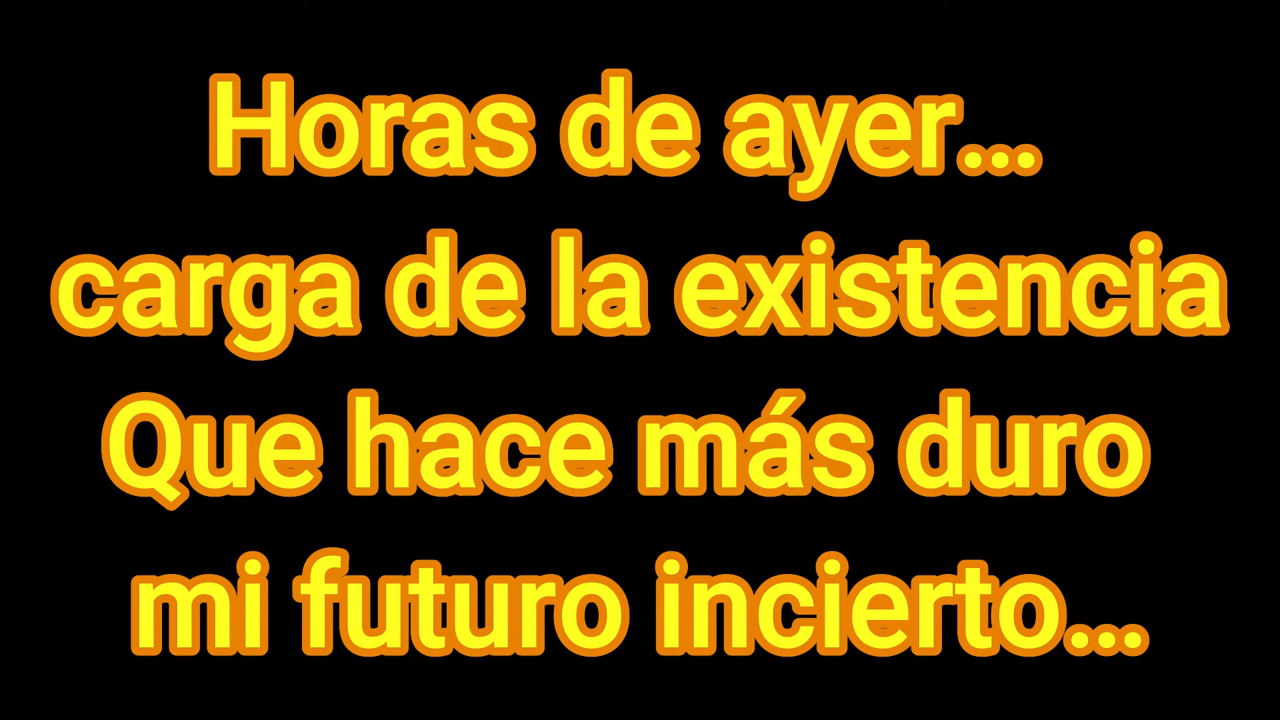 Horas de ayer...
carga de la existencia
Que hace más duro
mi futuro incierto...